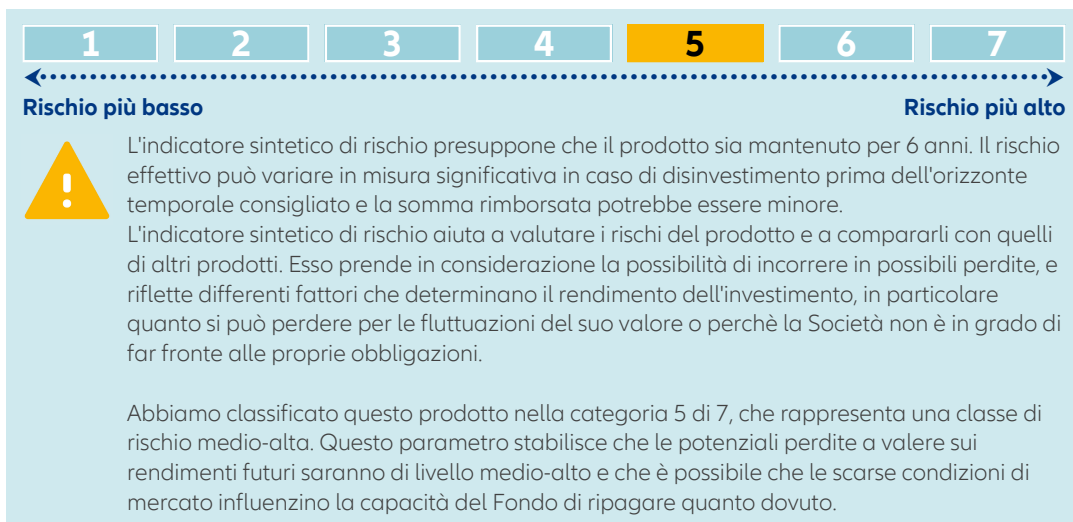 1 2 3 4 5 6 7
Rischio più basso Rischio più alto
L'indicatore sintetico di rischio presuppone che il prodotto sia mantenuto per 6 anni. Il rischio
effettivo può variare in misura significativa in caso di disinvestimento prima dell'orizzonte
temporale consigliato e la somma rimborsata potrebbe essere minore.
L'indicatore sintetico di rischio aiuta a valutare i rischi del prodotto e a compararli con quelli
di altri prodotti. Esso prende in considerazione la possibilità di incorrere in possibili perdite, e
riflette differenti fattori che determinano il rendimento dell'investimento, in particolare
quanto si può perdere per le fluttuazioni del suo valore o perchè la Società non è in grado di
far fronte alle proprie obbligazioni.
Abbiamo classificato questo prodotto nella categoria 5 di 7, che rappresenta una classe di
rischio medio-alta. Questo parametro stabilisce che le potenziali perdite a valere sui
rendimenti futuri saranno di livello medio-alto e che è possibile che le scarse condizioni di
mercato influenzino la capacità del Fondo di ripagare quanto dovuto.